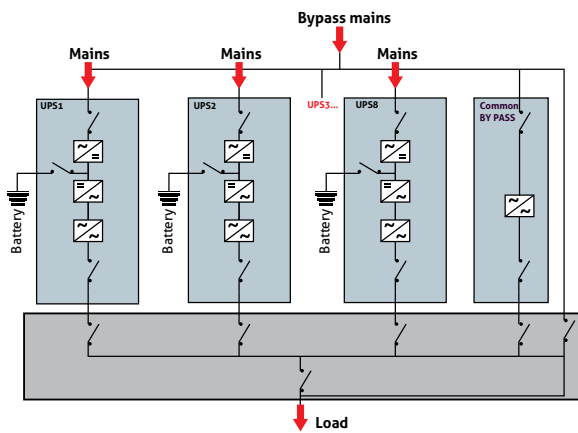 Bypass mains
Mains
Mains
Mains
UPS1
UPS2
UPS3...
UPS8
Common
BY PASS
Battery
Battery
Battery
Load